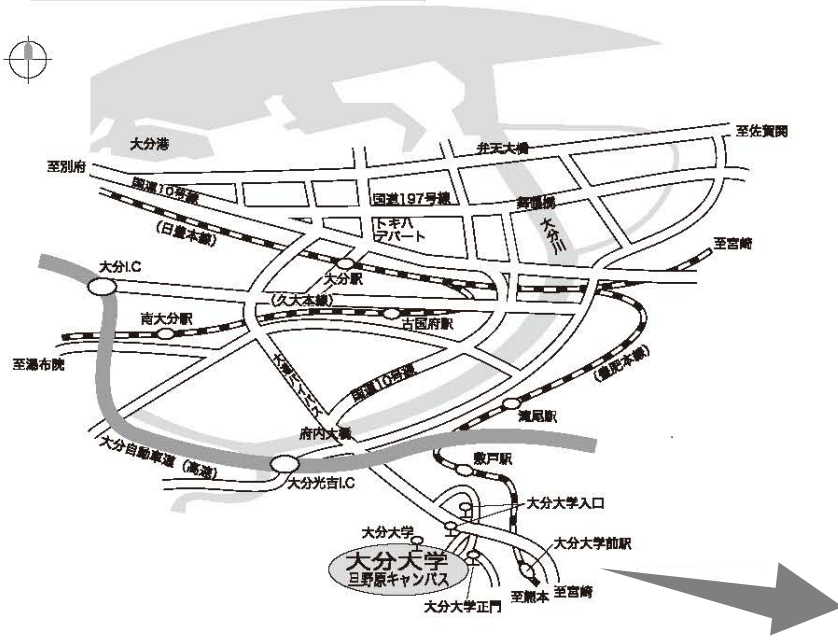 大分港
弁天大橋
至佐賀関
至別府
国道10号線
国道197号線
舞鶴橋
トキハ
デパート
大分川
(日豊本線)
至宮崎
大分I.C
大分駅
(久大本線)
南大分駅
古国府駅
至湯布院
大分バイパス
国道10号線
(豊肥本線)
滝尾駅
府内大橋
大分自動車道(高速)
敷戸駅
大分光吉I.C
大分大学入口
大分大学
大分大学前駅
大分大学
旦野原キャンパス
至熊本
至宮崎
大分大学正門